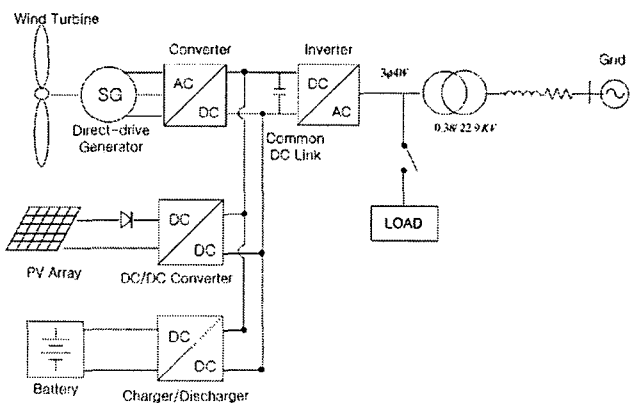 Wind Turbine
Converter
Inverter
Grid
SG
AC
DC
DC
AC
3φ4W
0.38/22.9KV
Direct-drive
Generator
Common
DC Link
LOAD
DC
DC
PV Array
DC/DC Converter
DC
DC
Battery
Charger/Discharger